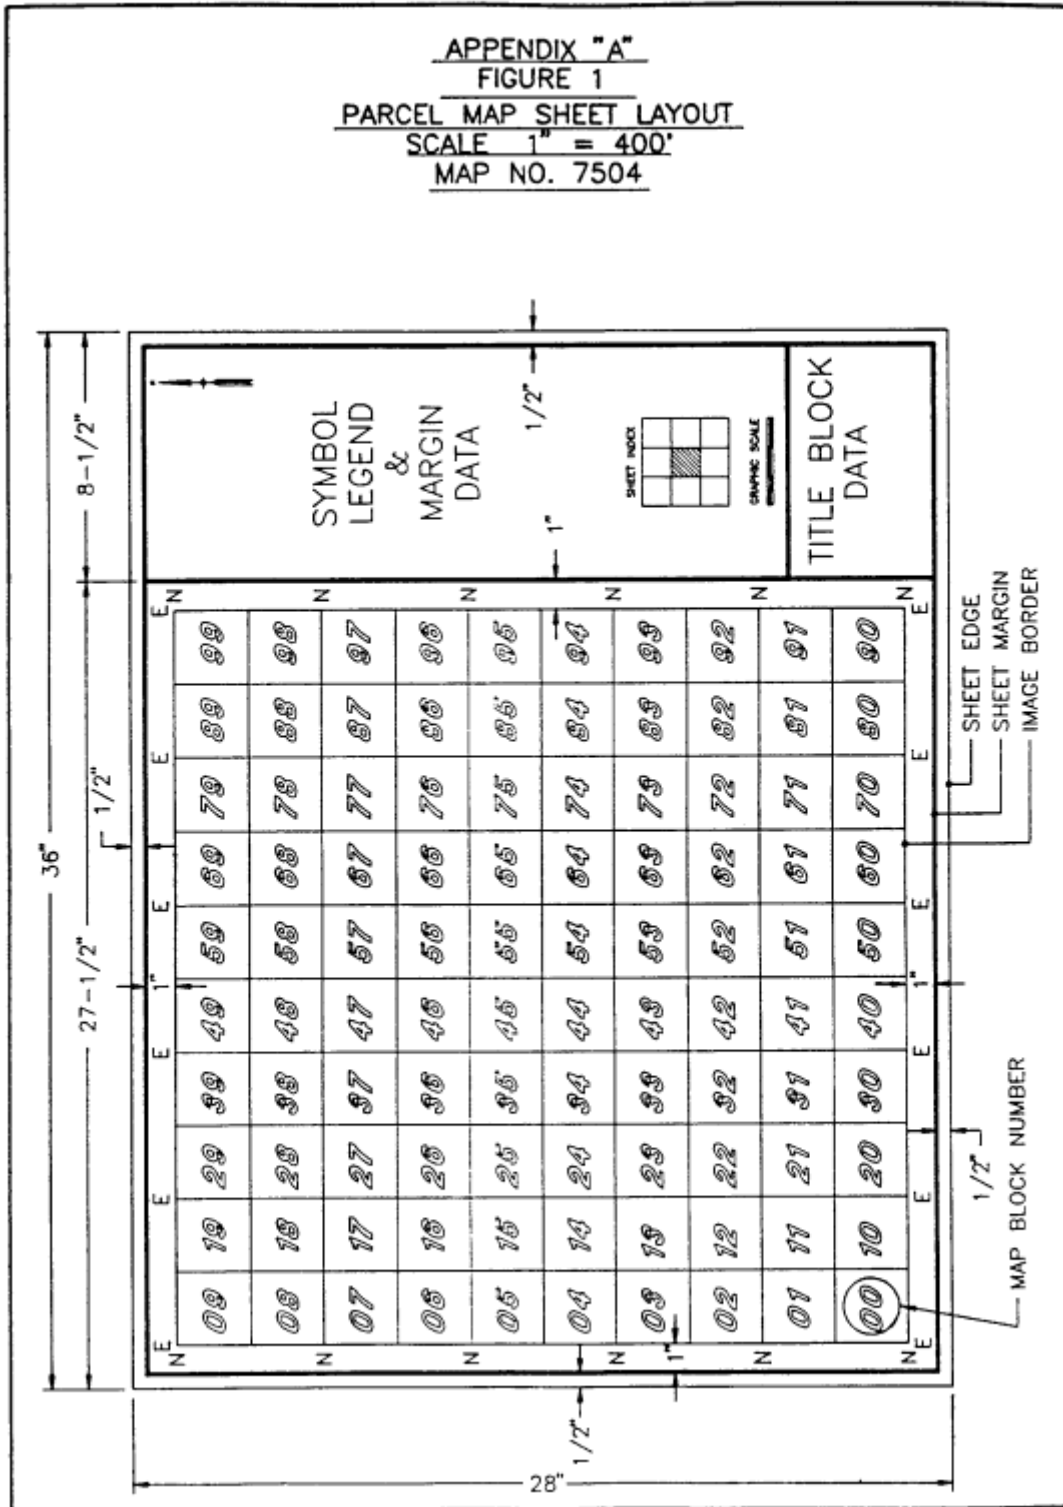 APPENDIX "A"
FIGURE 1
PARCEL MAP SHEET LAYOUT
SCALE 1" = 400'
MAP NO. 7504
36"
8-1/2"
27-1/2"
1/2"
1/2"
SYMBOL
LEGEND
&
MARGIN
DATA
SHEET INDEX
GRAPHIC SCALE
TITLE BLOCK
DATA
1"
N N N N N N
E E E E E E
09 19 29 39 49 59 69 79 89 99
08 18 28 38 48 58 68 78 88 98
07 17 27 37 47 57 67 77 87 97
06 16 26 36 46 56 66 76 86 96
05 15 25 35 45 55 65 75 85 95
04 14 24 34 44 54 64 74 84 94
03 13 23 33 43 53 63 73 83 93
02 12 22 32 42 52 62 72 82 92
01 11 21 31 41 51 61 71 81 91
00 10 20 30 40 50 60 70 80 90
E E E E E E
N N N N N N
1"
1"
1"
SHEET EDGE
SHEET MARGIN
IMAGE BORDER
MAP BLOCK NUMBER
1/2"
1/2"
28"